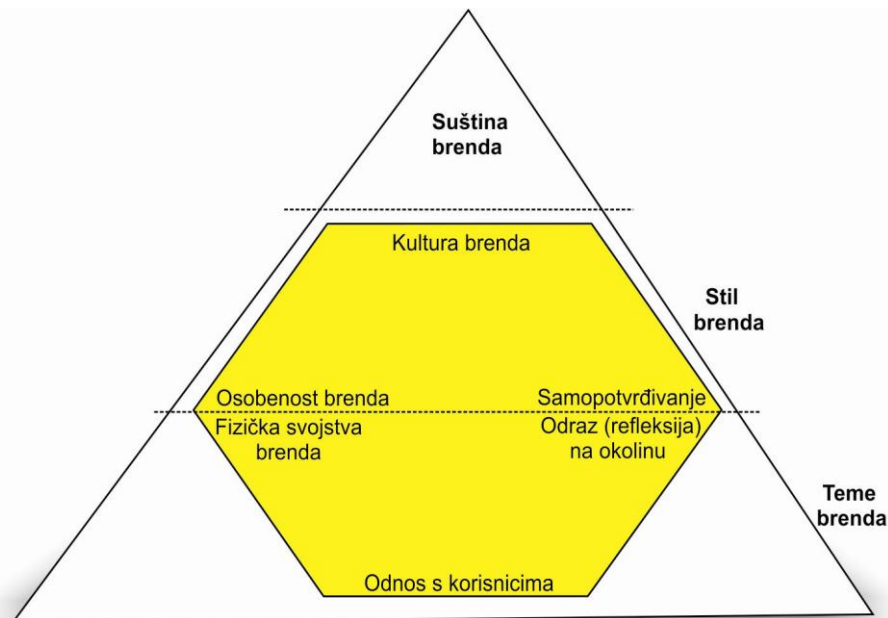 Suština
brenda
Kultura brenda
Stil
brenda
Osobenost brenda
Samopotvrđivanje
Fizička svojstva
brenda
Odraz (refleksija)
na okolinu
Teme
brenda
Odnos s korisnicima